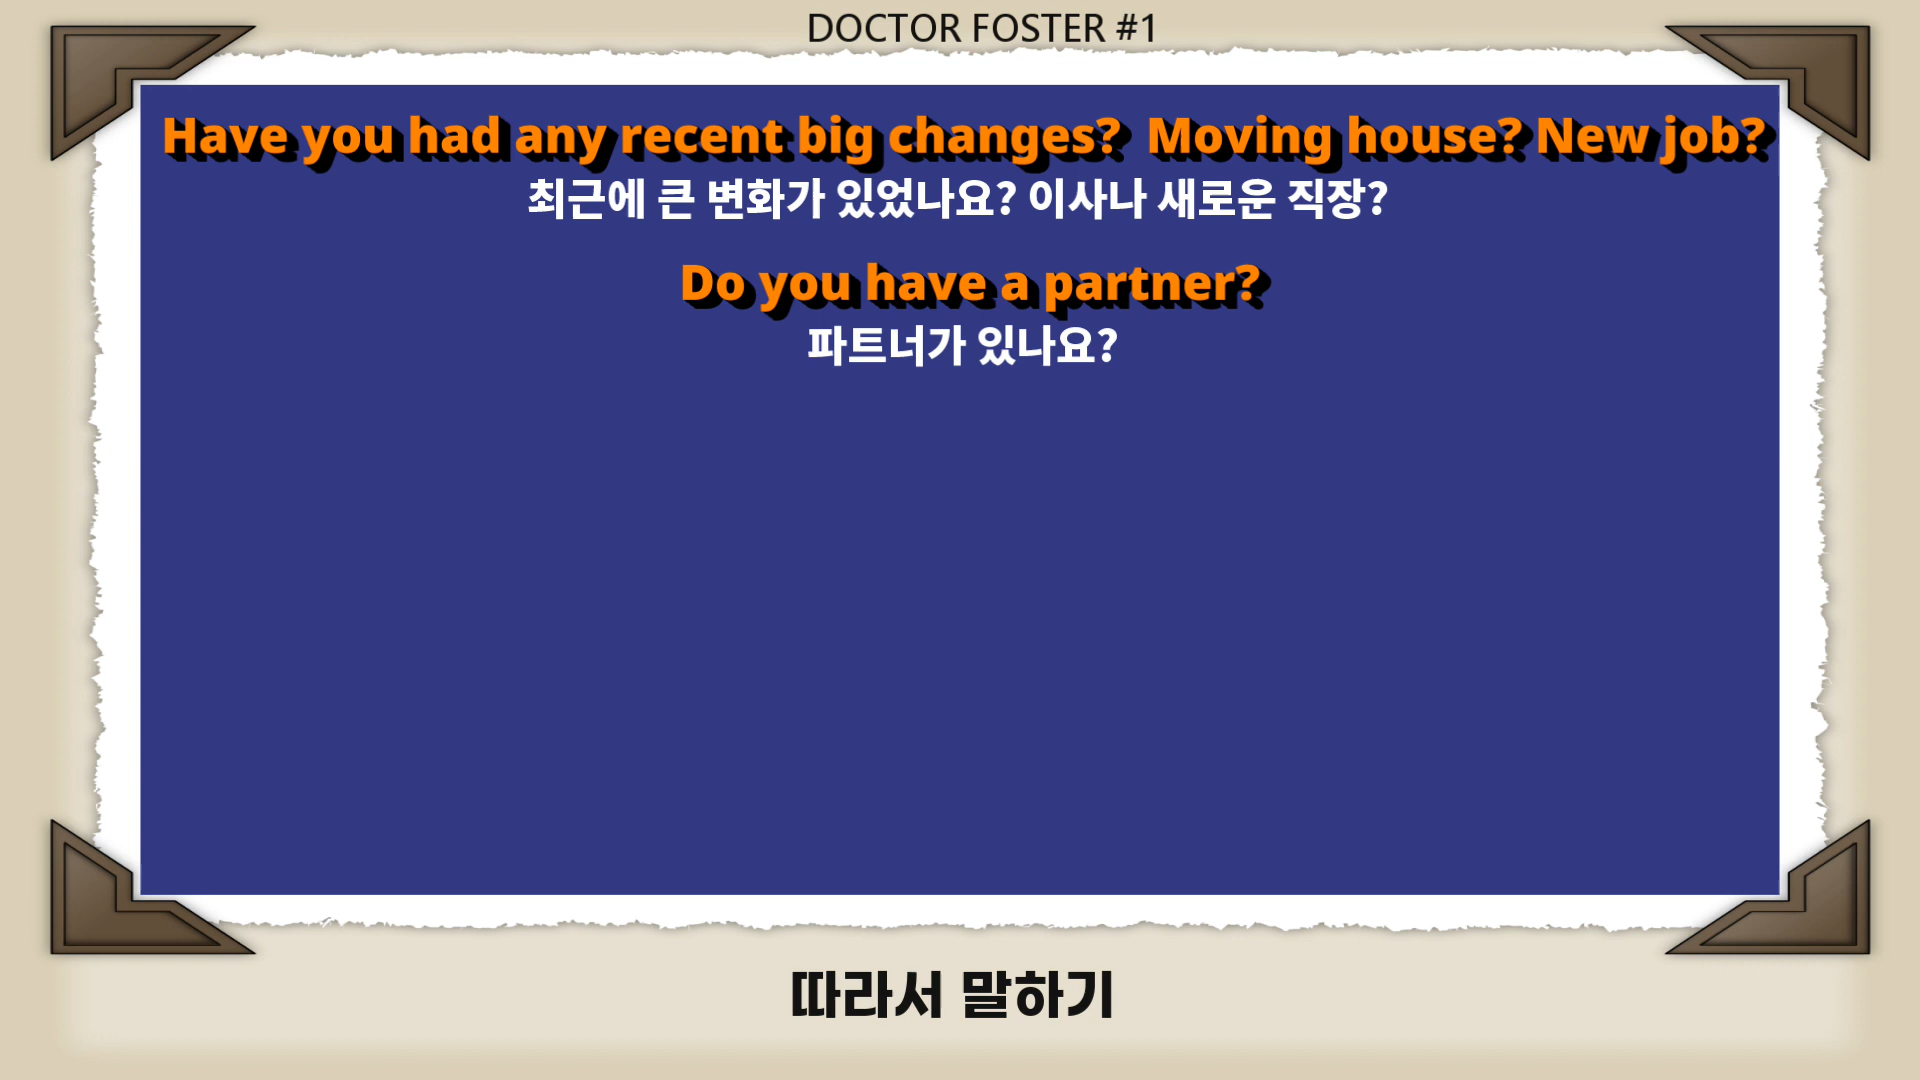 DOCTOR FOSTER #1
Have you had any recent big changes? Moving house? New job?
최근에 큰 변화가 있었나요? 이사나 새로운 직장?
Do you have a partner?
파트너가 있나요?
따라서 말하기